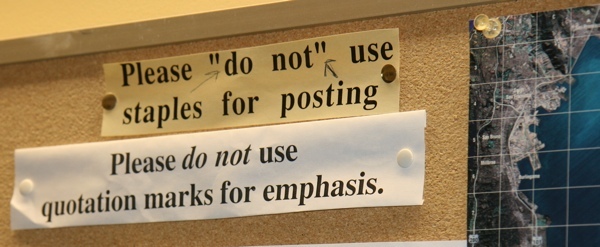 Please "do not" use
staples for posting
Please do not use
quotation marks for emphasis.